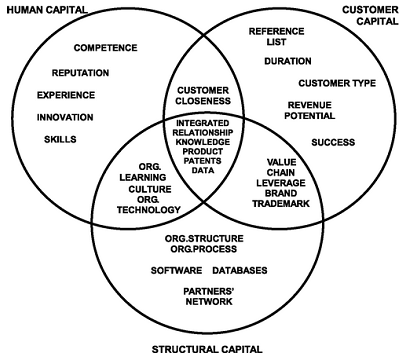 HUMAN CAPITAL
CUSTOMER
CAPITAL
COMPETENCE
REPUTATION
EXPERIENCE
INNOVATION
SKILLS
REFERENCE
LIST
DURATION
CUSTOMER TYPE
REVENUE
POTENTIAL
SUCCESS
CUSTOMER
CLOSENESS
INTEGRATED
RELATIONSHIP
KNOWLEDGE
PRODUCT
PATENTS
DATA
ORG.
LEARNING
CULTURE
ORG.
TECHNOLOGY
VALUE
CHAIN
LEVERAGE
BRAND
TRADEMARK
ORG.STRUCTURE
ORG.PROCESS
SOFTWARE DATABASES
PARTNERS'
NETWORK
STRUCTURAL CAPITAL